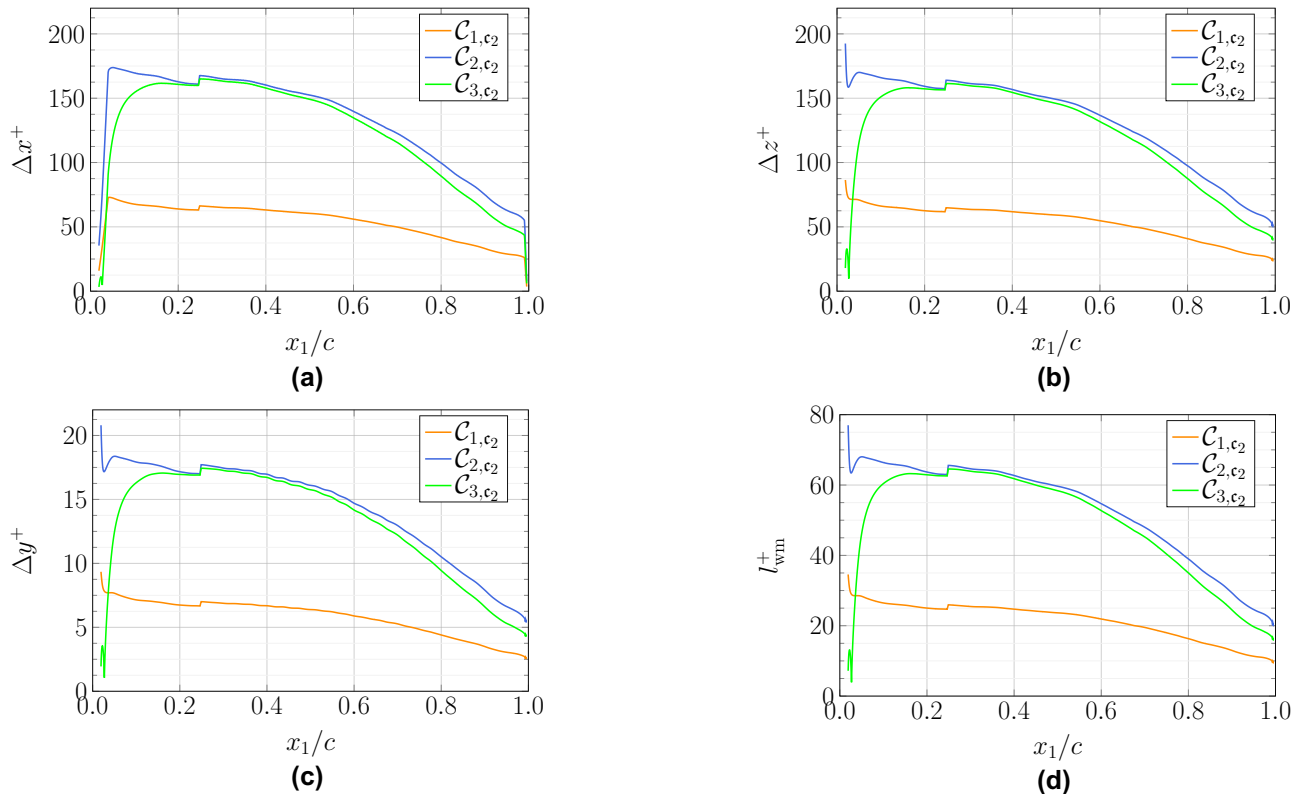 200
150
100
50
0
Δx⁺
0.0 0.2 0.4 0.6 0.8 1.0
x₁/c
𝒞₁,𝔠₂
𝒞₂,𝔠₂
𝒞₃,𝔠₂
(a)
200
150
100
50
0
Δz⁺
0.0 0.2 0.4 0.6 0.8 1.0
x₁/c
𝒞₁,𝔠₂
𝒞₂,𝔠₂
𝒞₃,𝔠₂
(b)
20
15
10
5
0
Δy⁺
0.0 0.2 0.4 0.6 0.8 1.0
x₁/c
𝒞₁,𝔠₂
𝒞₂,𝔠₂
𝒞₃,𝔠₂
(c)
80
60
40
20
0
l⁺wm
0.0 0.2 0.4 0.6 0.8 1.0
x₁/c
𝒞₁,𝔠₂
𝒞₂,𝔠₂
𝒞₃,𝔠₂
(d)